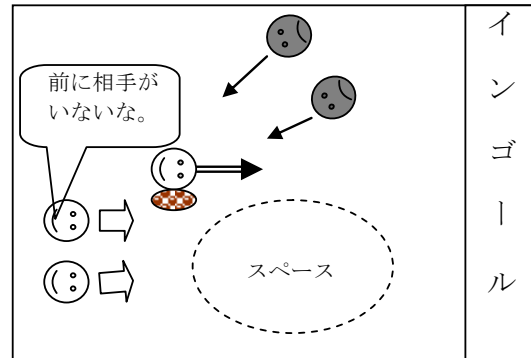 前に相手が
いないな。
スペース
インゴール